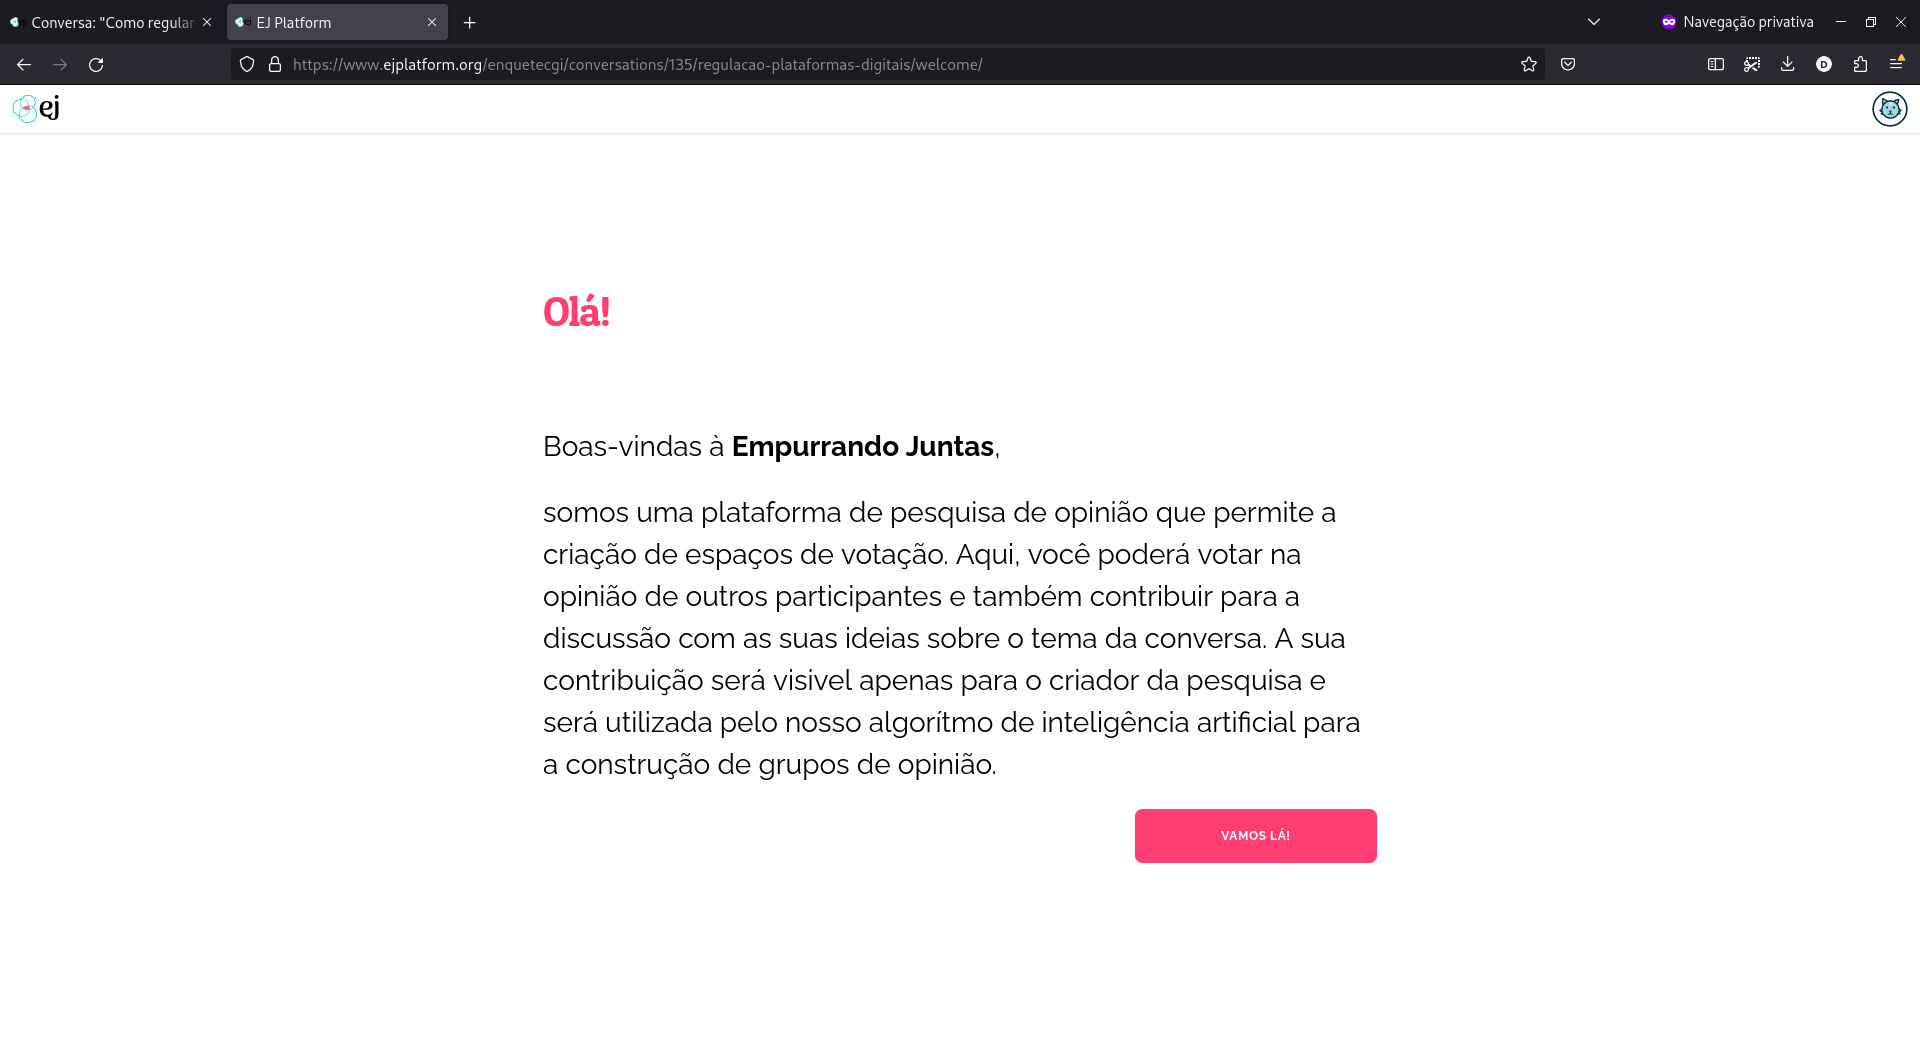 Conversa: "Como regular
EJ Platform
Navegação privativa
https://www.ejplatform.org/enquetecgi/conversations/135/regulacao-plataformas-digitais/welcome/
D
ej
Olá!
Boas-vindas à Empurrando Juntas,
somos uma plataforma de pesquisa de opinião que permite a
criação de espaços de votação. Aqui, você poderá votar na
opinião de outros participantes e também contribuir para a
discussão com as suas ideias sobre o tema da conversa. A sua
contribuição será visivel apenas para o criador da pesquisa e
será utilizada pelo nosso algorítmo de inteligência artificial para
a construção de grupos de opinião.
VAMOS LÁ!